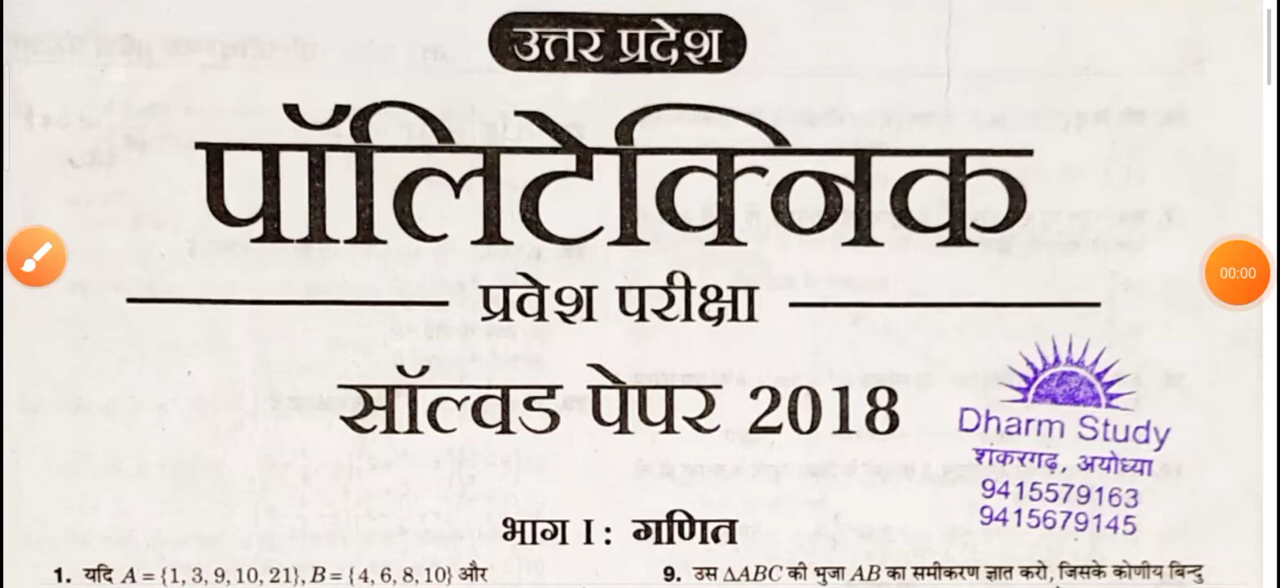 उत्तर प्रदेश
पॉलिटेक्निक
प्रवेश परीक्षा
सॉल्वड पेपर 2018
Dharm Study
शंकरगढ़, अयोध्या
9415579163
9415679145
00:00
भाग I : गणित
1. यदि A = {1, 3, 9, 10, 21}, B = {4, 6, 8, 10} और
9. उस ΔABC की भुजा AB का समीकरण ज्ञात करो, जिसके कोणीय बिन्दु